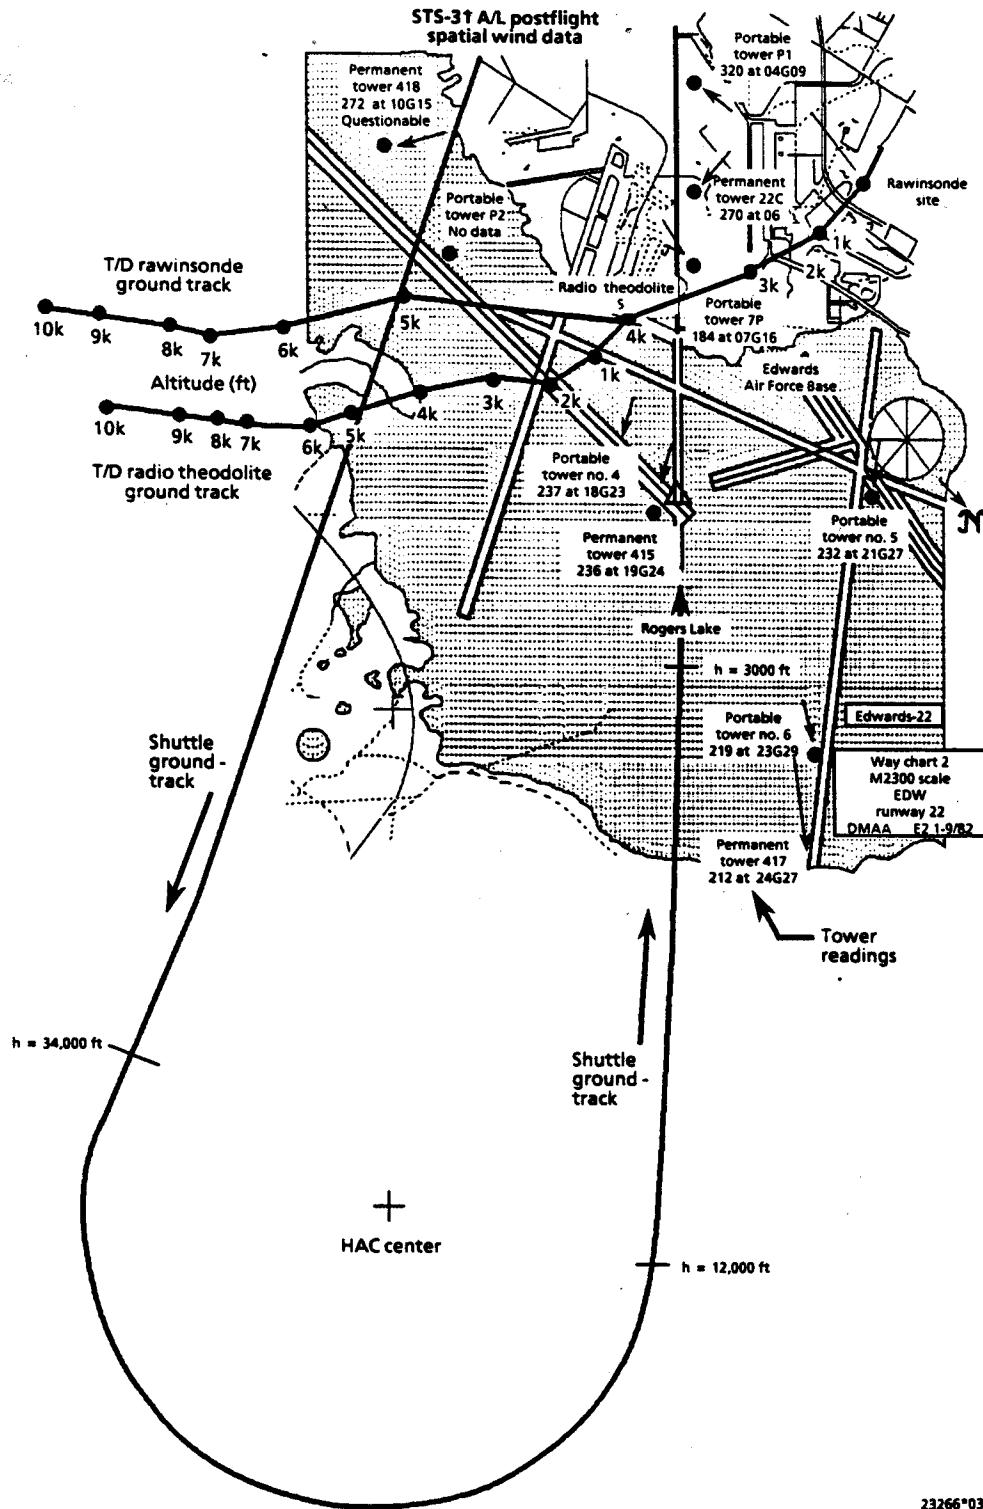 STS-31 A/L postflight
spatial wind data
Permanent
tower 418
272 at 10G15
Questionable
Portable
tower P1
320 at 04G09
Permanent
tower 22C
270 at 06
Rawinsonde
site
Portable
tower P2
No data
T/D rawinsonde
ground track
Radio theodolite
S
1k
2k
3k
4k
5k
6k
7k
8k
9k
10k
Portable
tower 7P
184 at 07G16
Altitude (ft)
1k
2k
3k
4k
5k
6k
7k
8k
9k
10k
T/D radio theodolite
ground track
Edwards
Air Force Base
N
Portable
tower no. 4
237 at 18G23
Permanent
tower 415
236 at 19G24
Portable
tower no. 5
232 at 21G27
Rogers Lake
h = 3000 ft
Portable
tower no. 6
219 at 23G29
Edwards-22
Way chart 2
M2300 scale
EDW
runway 22
DMAA E2 1-9/82
Permanent
tower 417
212 at 24G27
Tower
readings
Shuttle
ground -
track
h = 34,000 ft
Shuttle
ground -
track
HAC center
h = 12,000 ft
23266*03